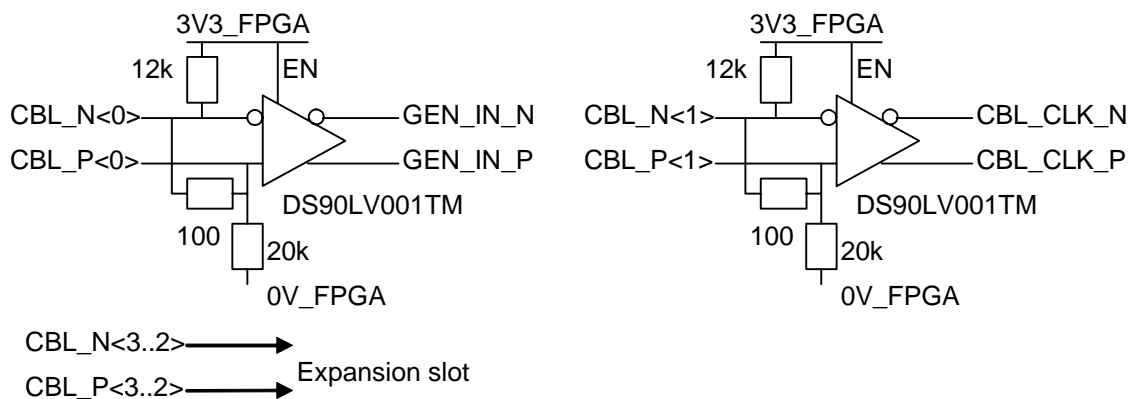 3V3_FPGA
12k
EN
CBL_N<0>
GEN_IN_N
CBL_P<0>
GEN_IN_P
DS90LV001TM
100
20k
0V_FPGA
3V3_FPGA
12k
EN
CBL_N<1>
CBL_CLK_N
CBL_P<1>
CBL_CLK_P
DS90LV001TM
100
20k
0V_FPGA
CBL_N<3..2>
Expansion slot
CBL_P<3..2>